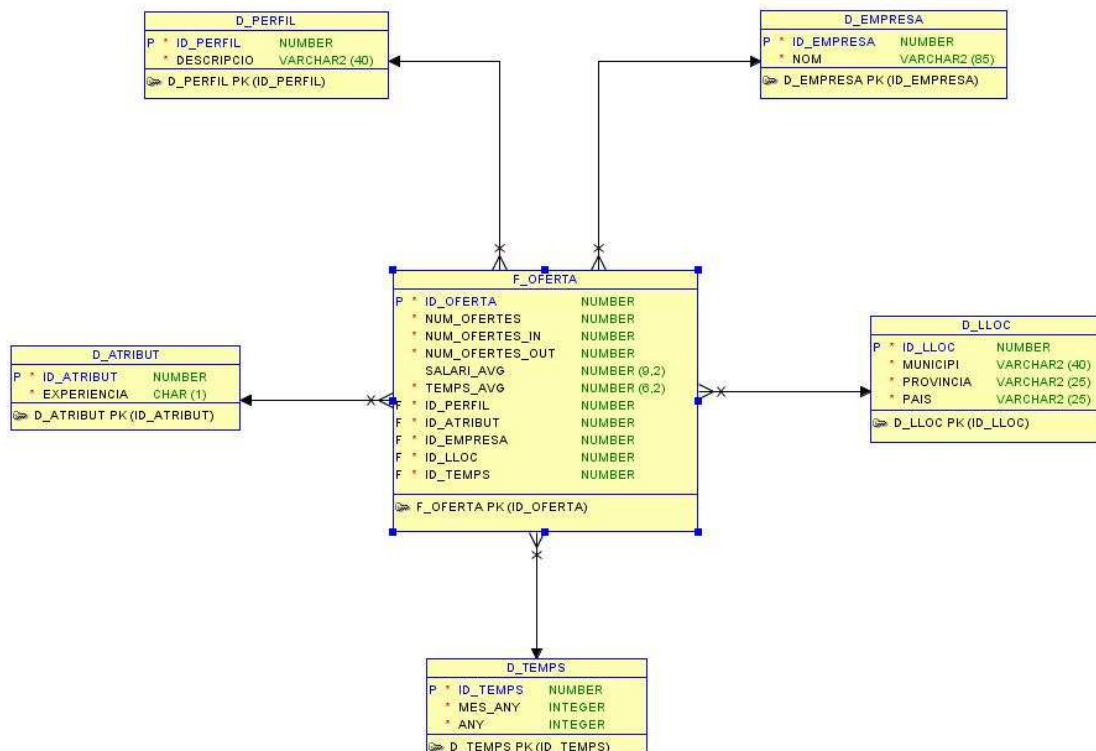 D_PERFIL
P * ID_PERFIL NUMBER
* DESCRIPCIO VARCHAR2 (40)
D_PERFIL PK (ID_PERFIL)
D_EMPRESA
P * ID_EMPRESA NUMBER
* NOM VARCHAR2 (85)
D_EMPRESA PK (ID_EMPRESA)
F_OFERTA
P * ID_OFERTA NUMBER
* NUM_OFERTES NUMBER
* NUM_OFERTES_IN NUMBER
* NUM_OFERTES_OUT NUMBER
SALARI_AVG NUMBER (9,2)
* TEMPS_AVG NUMBER (6,2)
F * ID_PERFIL NUMBER
F * ID_ATRIBUT NUMBER
F * ID_EMPRESA NUMBER
F * ID_LLOC NUMBER
F * ID_TEMPS NUMBER
F_OFERTA PK (ID_OFERTA)
D_ATRIBUT
P * ID_ATRIBUT NUMBER
* EXPERIENCIA CHAR (1)
D_ATRIBUT PK (ID_ATRIBUT)
D_LLOC
P * ID_LLOC NUMBER
* MUNICIPI VARCHAR2 (40)
* PROVINCIA VARCHAR2 (25)
* PAIS VARCHAR2 (25)
D_LLOC PK (ID_LLOC)
D_TEMPS
P * ID_TEMPS NUMBER
* MES_ANY INTEGER
* ANY INTEGER
D_TEMPS PK (ID_TEMPS)